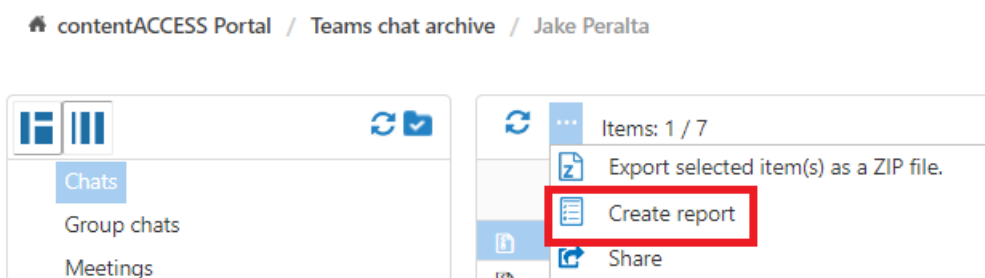 contentACCESS Portal / Teams chat archive / Jake Peralta
Items: 1 / 7
Chats
Group chats
Meetings
Export selected item(s) as a ZIP file.
Create report
Share